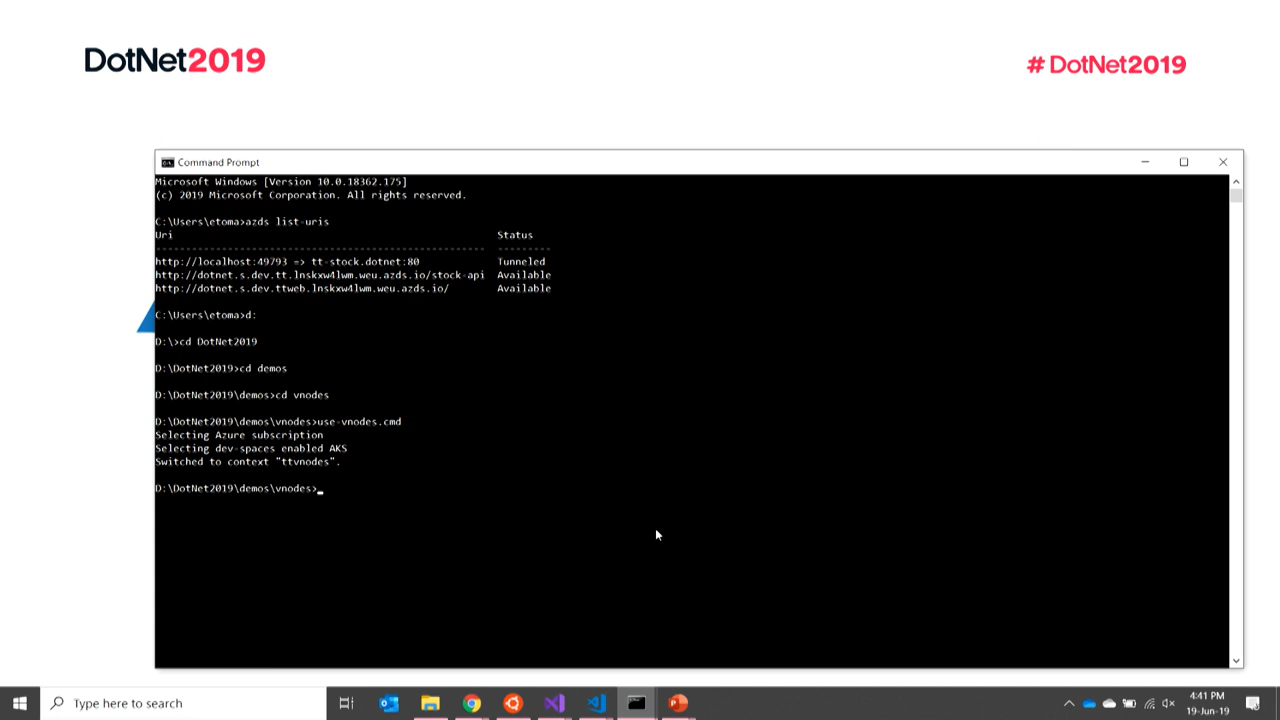 DotNet2019
# DotNet2019
Command Prompt
Microsoft Windows [Version 10.0.18362.175]
(c) 2019 Microsoft Corporation. All rights reserved.
C:\Users\etoma>azds list-uris
Uri Status
http://localhost:49793 => tt-stock.dotnet:80 Tunneled
http://dotnet.s.dev.tt.lnskxw4lwm.weu.azds.io/stock-api Available
http://dotnet.s.dev.ttweb.lnskxw4lwm.weu.azds.io/ Available
C:\Users\etoma>d:
D:\>cd DotNet2019
D:\DotNet2019>cd demos
D:\DotNet2019\demos>cd vnodes
D:\DotNet2019\demos\vnodes>use-vnodes.cmd
Selecting Azure subscription
Selecting dev-spaces enabled AKS
Switched to context "ttvnodes".
D:\DotNet2019\demos\vnodes>
Type here to search
4:41 PM
19-Jun-19